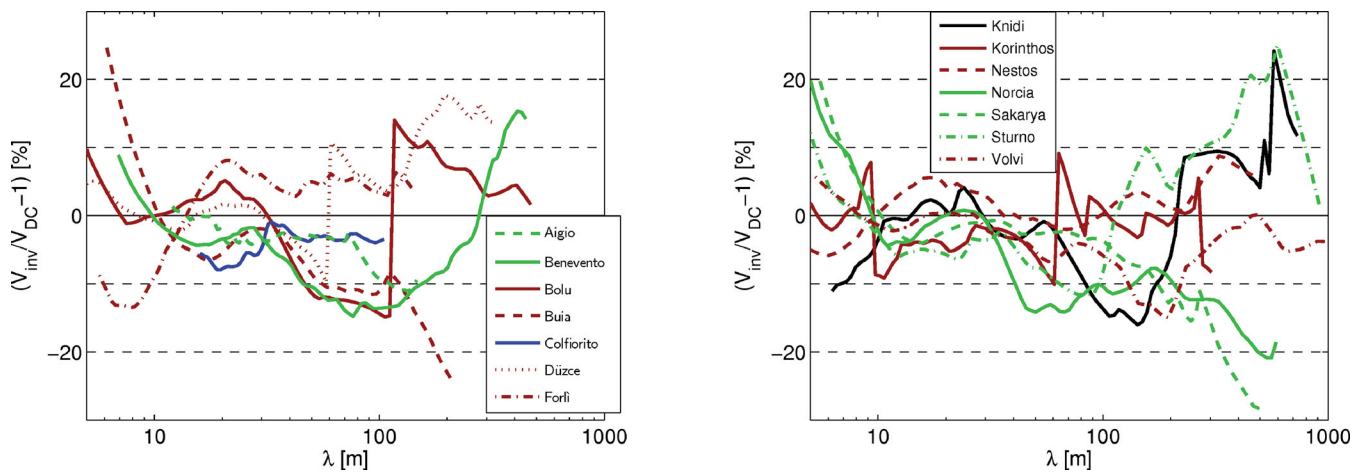 (V_inv/V_DC−1) [%]
20
10
0
−10
−20
10
100
1000
λ [m]
Aigio
Benevento
Bolu
Buia
Colfiorito
Düzce
Forlì
(V_inv/V_DC−1) [%]
20
10
0
−10
−20
10
100
1000
λ [m]
Knidi
Korinthos
Nestos
Norcia
Sakarya
Sturno
Volvi